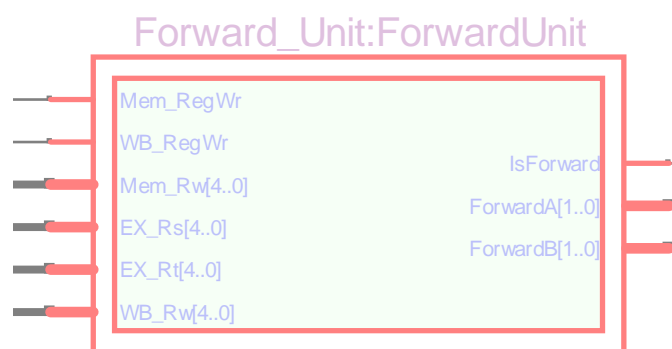 Forward_Unit:ForwardUnit
Mem_RegWr
WB_RegWr
Mem_Rw[4..0]
EX_Rs[4..0]
EX_Rt[4..0]
WB_Rw[4..0]
IsForward
ForwardA[1..0]
ForwardB[1..0]